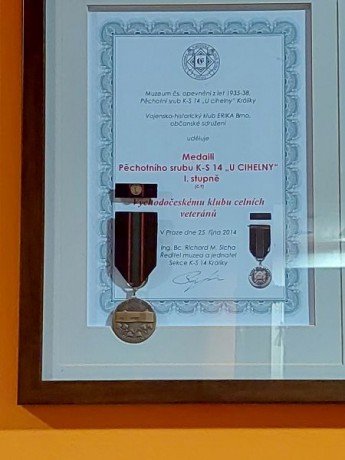 Muzeum čs. opevnění z let 1935-38,
Pěchotní srub K-S 14 "U cihelny" Králíky
Vojensko-historický klub ERIKA Brno,
občanské sdružení
uděluje
Medaili
Pěchotního srubu K-S 14 „U CIHELNY"
I. stupně
Východočeskému klubu celních
veteránů
V Praze dne 25. října 2014
Ing. Bc. Richard M. Sicha
Ředitel muzea a jednatel
Sekce K-S 14 Králíky